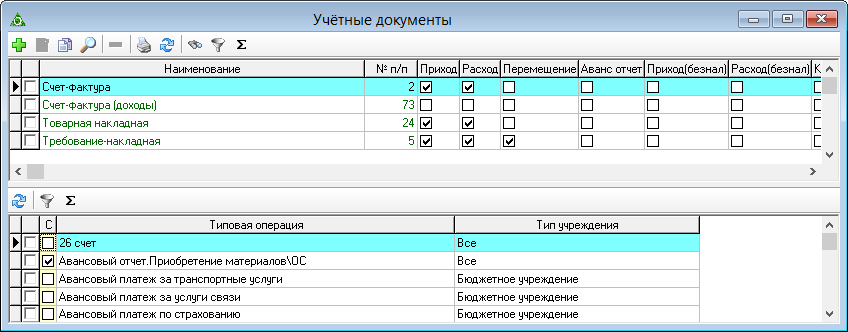 Учётные документы
Σ
Наименование № п/п Приход Расход Перемещение Аванс отчет Приход(безнал) Расход(безнал) К
Счет-фактура 2
Счет-фактура (доходы) 73
Товарная накладная 24
Требование-накладная 5
Σ
С Типовая операция Тип учреждения
26 счет Все
Авансовый отчет.Приобретение материалов\ОС Все
Авансовый платеж за транспортные услуги Бюджетное учреждение
Авансовый платеж за услуги связи Бюджетное учреждение
Авансовый платеж по страхованию Бюджетное учреждение